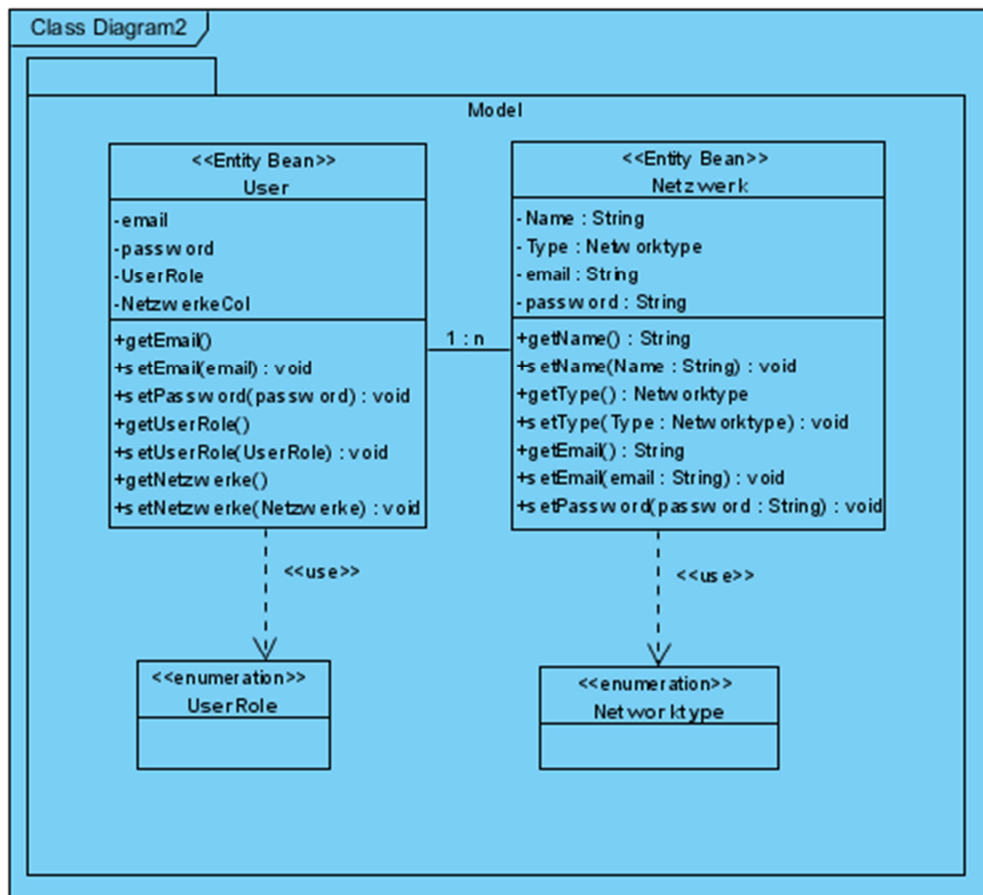 Class Diagram2
Model
<<Entity Bean>>
User
-email
-password
-UserRole
-NetzwerkeCol
+getEmail()
+setEmail(email) : void
+setPassword(password) : void
+getUserRole()
+setUserRole(UserRole) : void
+getNetzwerke()
+setNetzwerke(Netzwerke) : void
1 : n
<<Entity Bean>>
Netzwerk
-Name : String
-Type : Networktype
-email : String
-password : String
+getName() : String
+setName(Name : String) : void
+getType() : Networktype
+setType(Type : Networktype) : void
+getEmail() : String
+setEmail(email : String) : void
+setPassword(password : String) : void
<<use>>
<<use>>
<<enumeration>>
UserRole
<<enumeration>>
Networktype